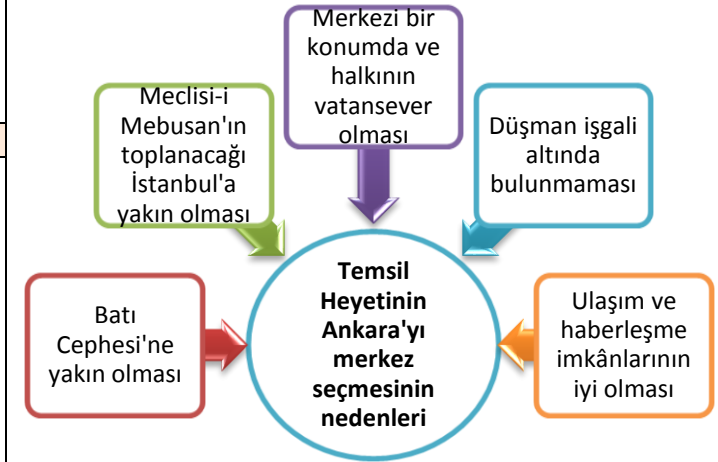 Merkezi bir
konumda ve
halkının
vatansever
olması
Meclisi-i
Mebusan'ın
toplanacağı
İstanbul'a
yakın olması
Düşman işgali
altında
bulunmaması
Batı
Cephesi'ne
yakın olması
Temsil
Heyetinin
Ankara'yı
merkez
seçmesinin
nedenleri
Ulaşım ve
haberleşme
imkânlarının
iyi olması